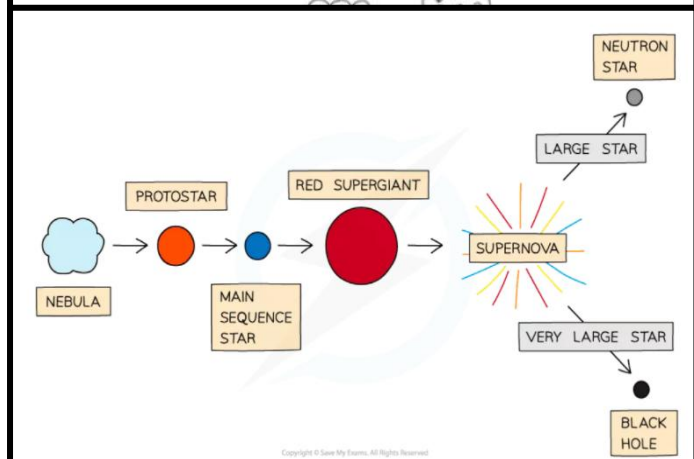 NEUTRON
STAR
LARGE STAR
RED SUPERGIANT
PROTOSTAR
SUPERNOVA
NEBULA
MAIN
SEQUENCE
STAR
VERY LARGE STAR
BLACK
HOLE
Copyright © Save My Exams. All Rights Reserved